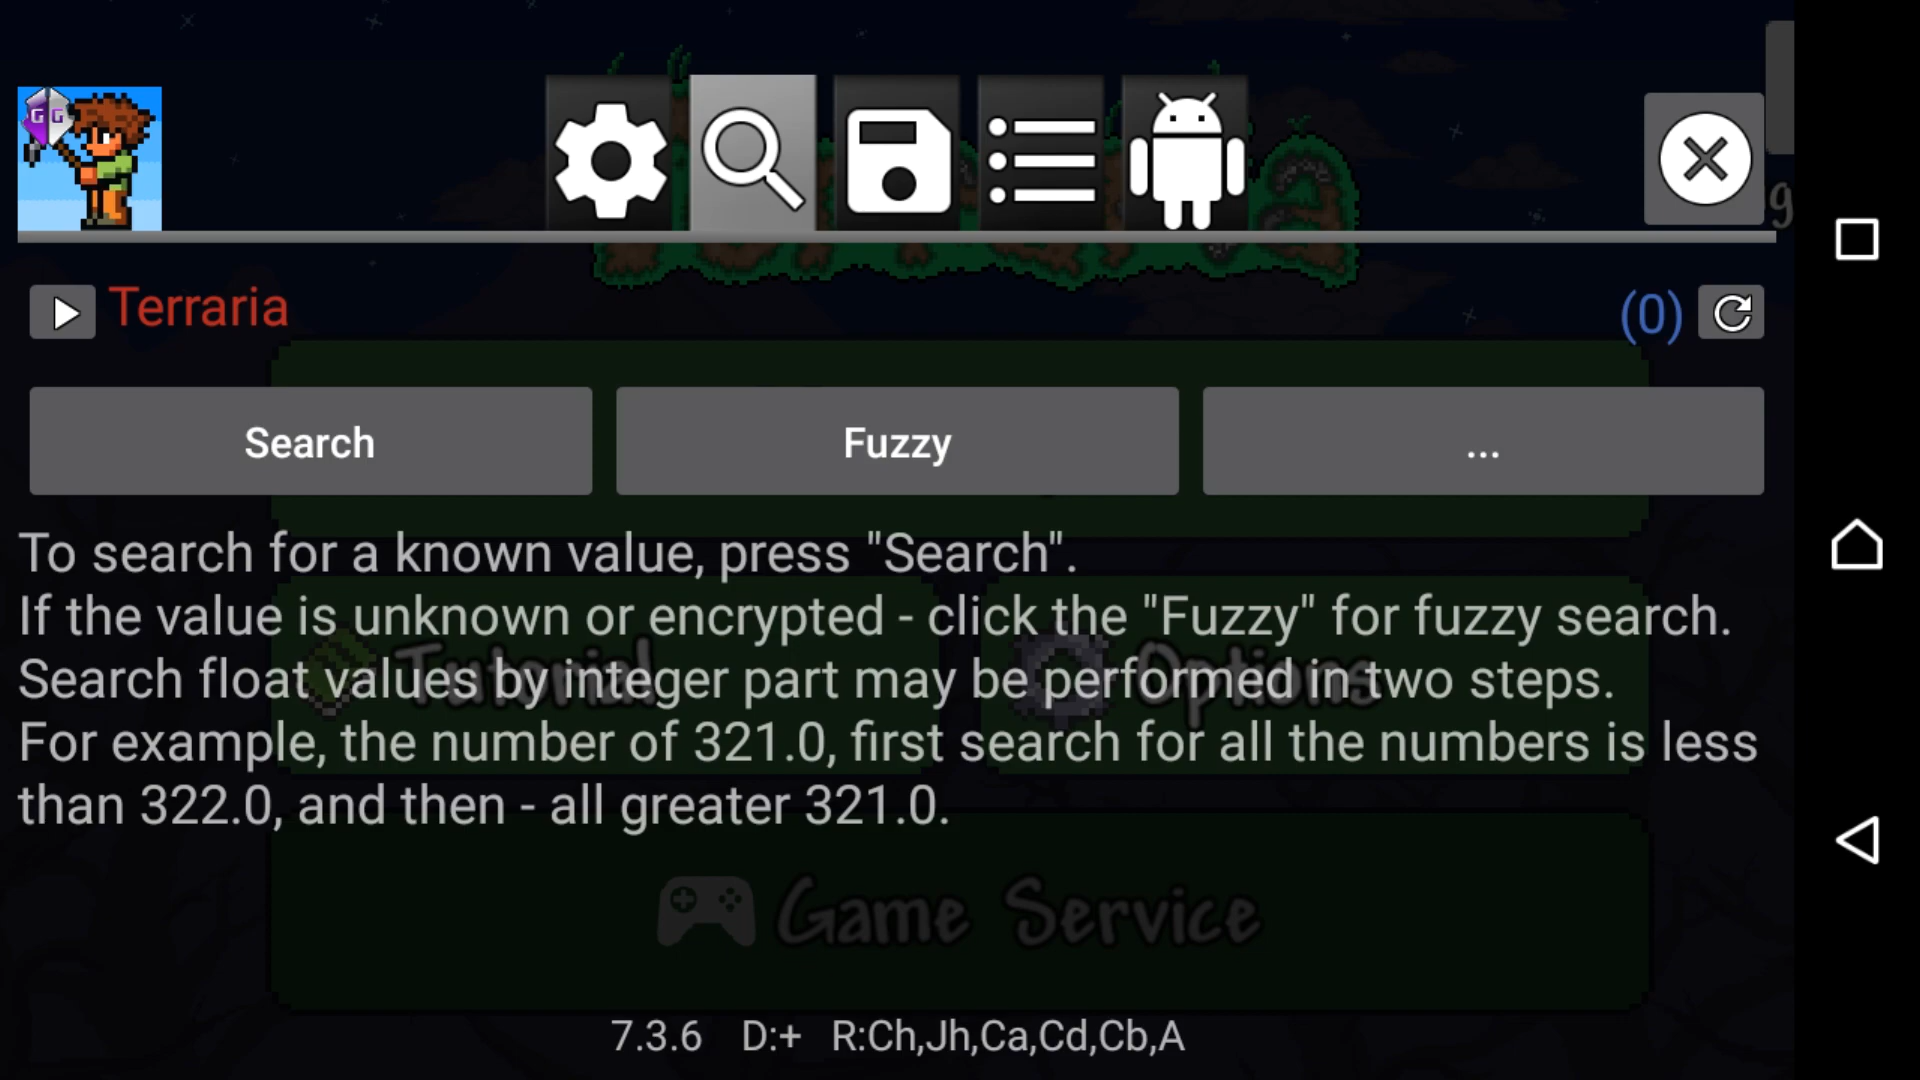 GG
Terraria
(0)
Search
Fuzzy
...
To search for a known value, press "Search".
If the value is unknown or encrypted - click the "Fuzzy" for fuzzy search.
Search float values by integer part may be performed in two steps.
For example, the number of 321.0, first search for all the numbers is less
than 322.0, and then - all greater 321.0.
Tutorial
Options
Game Service
7.3.6 D:+ R:Ch,Jh,Ca,Cd,Cb,A